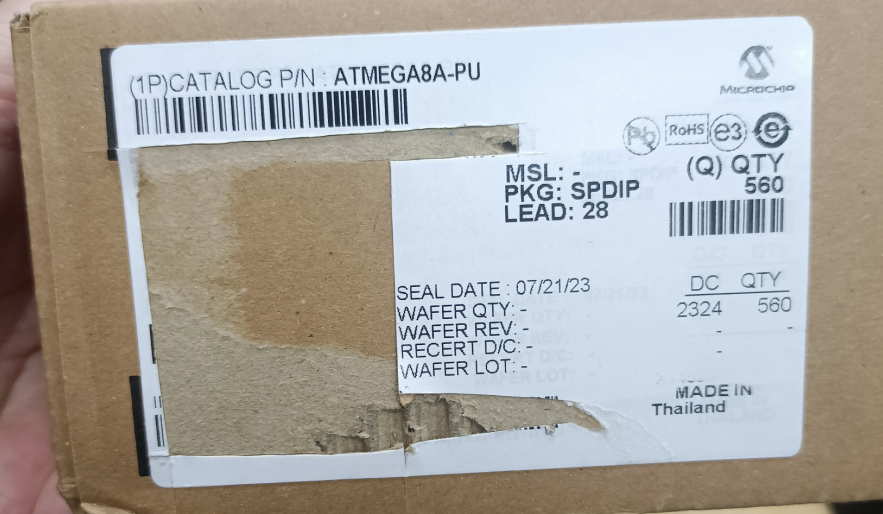 (1P)CATALOG P/N : ATMEGA8A-PU
MICROCHIP
Pb
RoHS
e3
e
MSL: -
PKG: SPDIP
LEAD: 28
(Q) QTY
560
SEAL DATE : 07/21/23
WAFER QTY: -
WAFER REV: -
RECERT D/C: -
WAFER LOT: -
DC QTY
2324 560
- -
-
MADE IN
Thailand